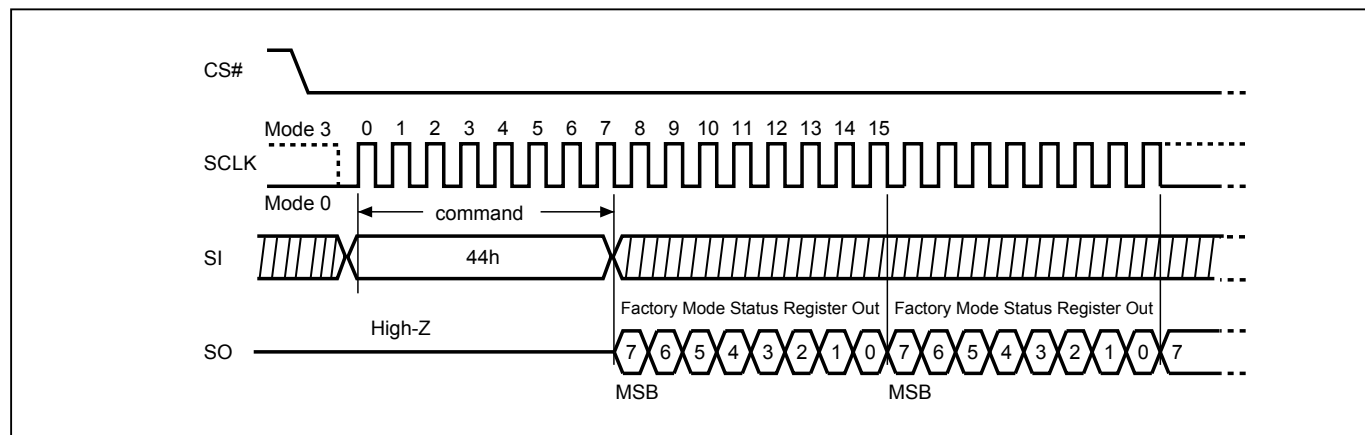 CS#
Mode 3 0 1 2 3 4 5 6 7 8 9 10 11 12 13 14 15
SCLK
Mode 0
command
SI 44h
Factory Mode Status Register Out Factory Mode Status Register Out
High-Z
SO 7 6 5 4 3 2 1 0 7 6 5 4 3 2 1 0 7
MSB MSB